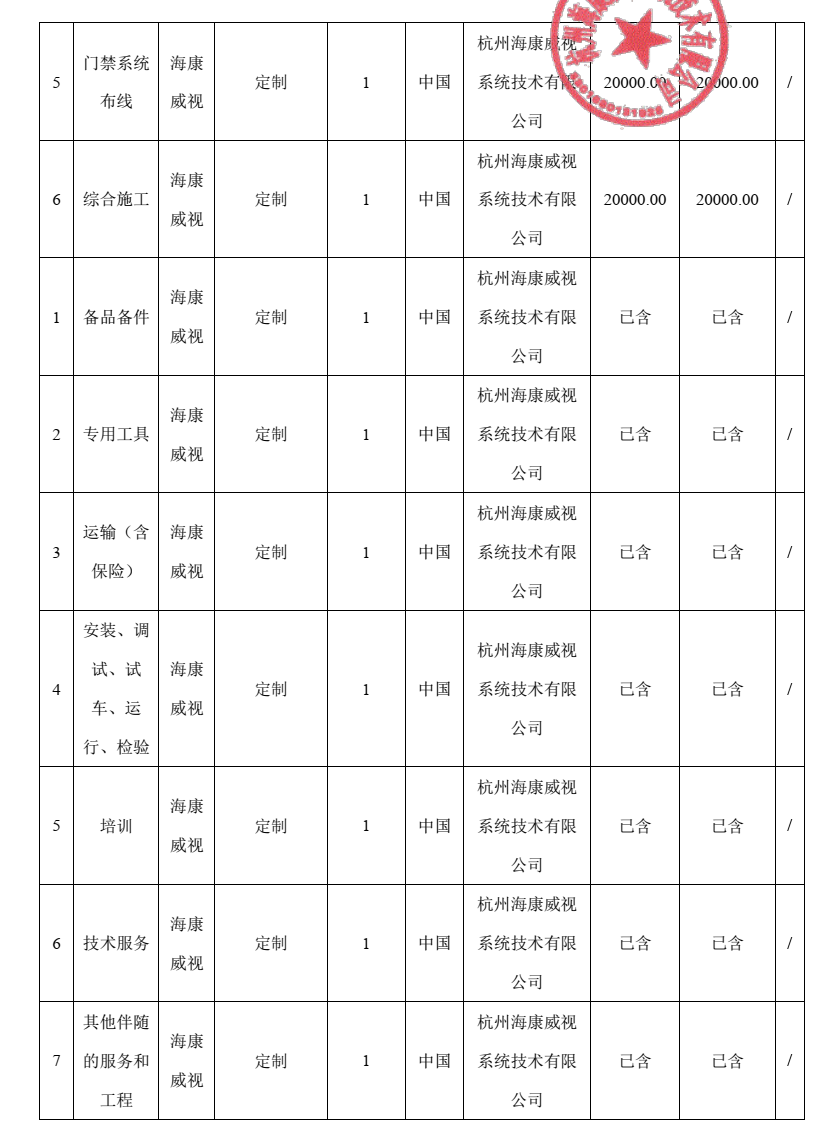 5 门禁系统布线 海康威视 定制 1 中国 杭州海康威视系统技术有限公司 20000.00 20000.00 /
6 综合施工 海康威视 定制 1 中国 杭州海康威视系统技术有限公司 20000.00 20000.00 /
1 备品备件 海康威视 定制 1 中国 杭州海康威视系统技术有限公司 已含 已含 /
2 专用工具 海康威视 定制 1 中国 杭州海康威视系统技术有限公司 已含 已含 /
3 运输（含保险） 海康威视 定制 1 中国 杭州海康威视系统技术有限公司 已含 已含 /
4 安装、调试、试车、运行、检验 海康威视 定制 1 中国 杭州海康威视系统技术有限公司 已含 已含 /
5 培训 海康威视 定制 1 中国 杭州海康威视系统技术有限公司 已含 已含 /
6 技术服务 海康威视 定制 1 中国 杭州海康威视系统技术有限公司 已含 已含 /
7 其他伴随的服务和工程 海康威视 定制 1 中国 杭州海康威视系统技术有限公司 已含 已含 /